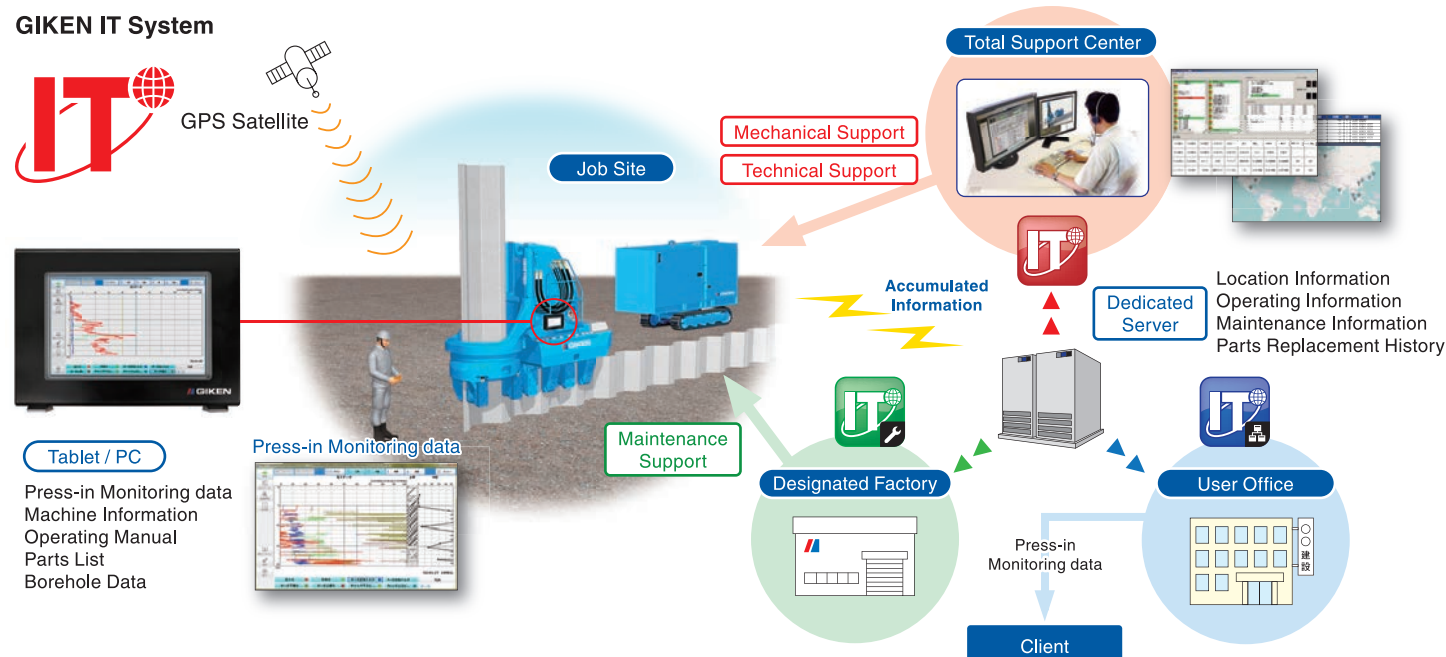 GIKEN IT System
IT
GPS Satellite
Job Site
Total Support Center
Mechanical Support
Technical Support
IT
Accumulated
Information
Dedicated
Server
Location Information
Operating Information
Maintenance Information
Parts Replacement History
GIKEN
Tablet / PC
Press-in Monitoring data
Machine Information
Operating Manual
Parts List
Borehole Data
Press-in Monitoring data
Maintenance
Support
IT
Designated Factory
IT
User Office
○○建設
Press-in
Monitoring data
Client